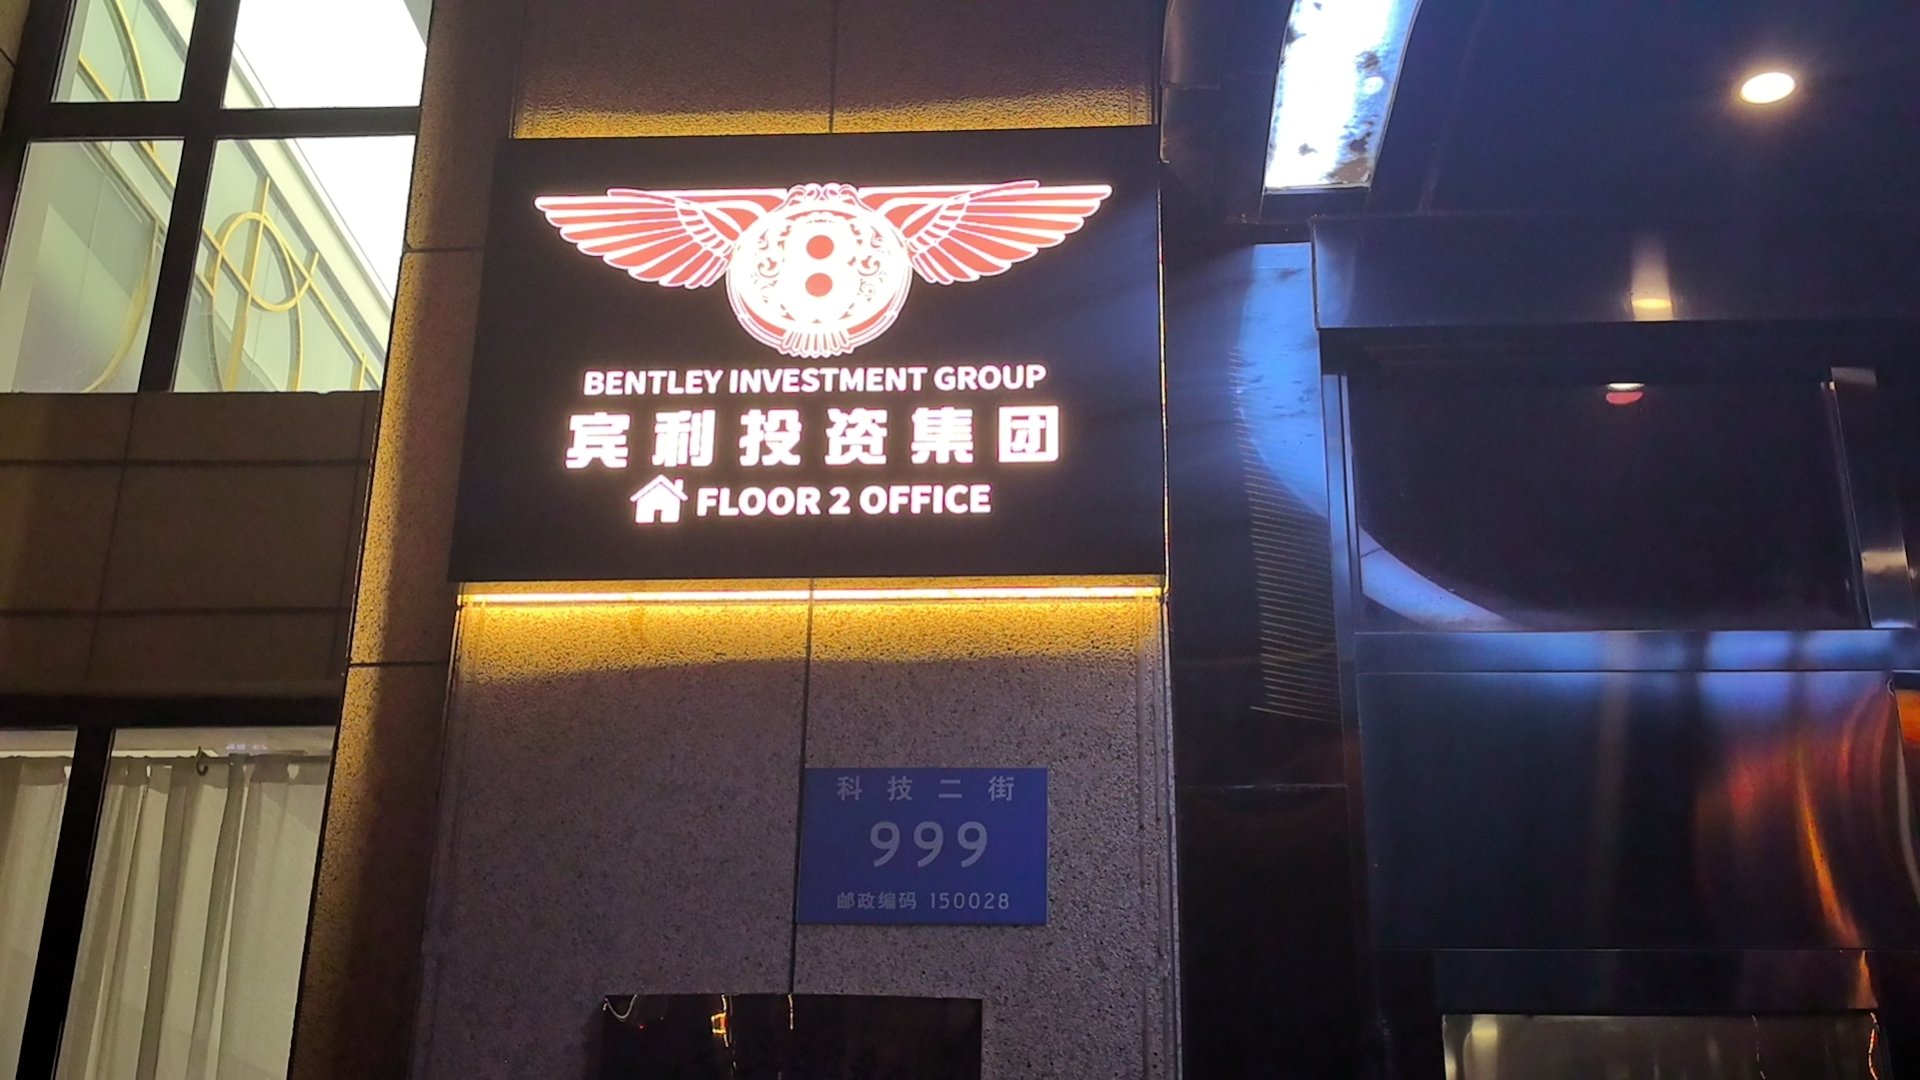 BENTLEY INVESTMENT GROUP
宾利投资集团
FLOOR 2 OFFICE
科技二街
999
邮政编码 150028